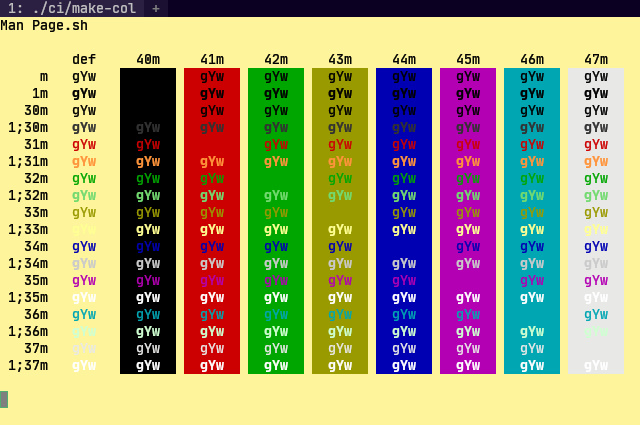 1: ./ci/make-col +
Man Page.sh
def 40m 41m 42m 43m 44m 45m 46m 47m
m gYw gYw gYw gYw gYw gYw gYw gYw
1m gYw gYw gYw gYw gYw gYw gYw gYw
30m gYw gYw gYw gYw gYw gYw gYw gYw
1;30m gYw gYw gYw gYw gYw gYw gYw gYw gYw
31m gYw gYw gYw gYw gYw gYw gYw gYw
1;31m gYw gYw gYw gYw gYw gYw gYw gYw gYw
32m gYw gYw gYw gYw gYw gYw gYw gYw
1;32m gYw gYw gYw gYw gYw gYw gYw gYw gYw
33m gYw gYw gYw gYw gYw gYw gYw gYw
1;33m gYw gYw gYw gYw gYw gYw gYw gYw gYw
34m gYw gYw gYw gYw gYw gYw gYw gYw
1;34m gYw gYw gYw gYw gYw gYw gYw gYw gYw
35m gYw gYw gYw gYw gYw gYw gYw gYw
1;35m gYw gYw gYw gYw gYw gYw gYw gYw gYw
36m gYw gYw gYw gYw gYw gYw gYw gYw
1;36m gYw gYw gYw gYw gYw gYw gYw gYw gYw
37m gYw gYw gYw gYw gYw gYw gYw gYw
1;37m gYw gYw gYw gYw gYw gYw gYw gYw gYw